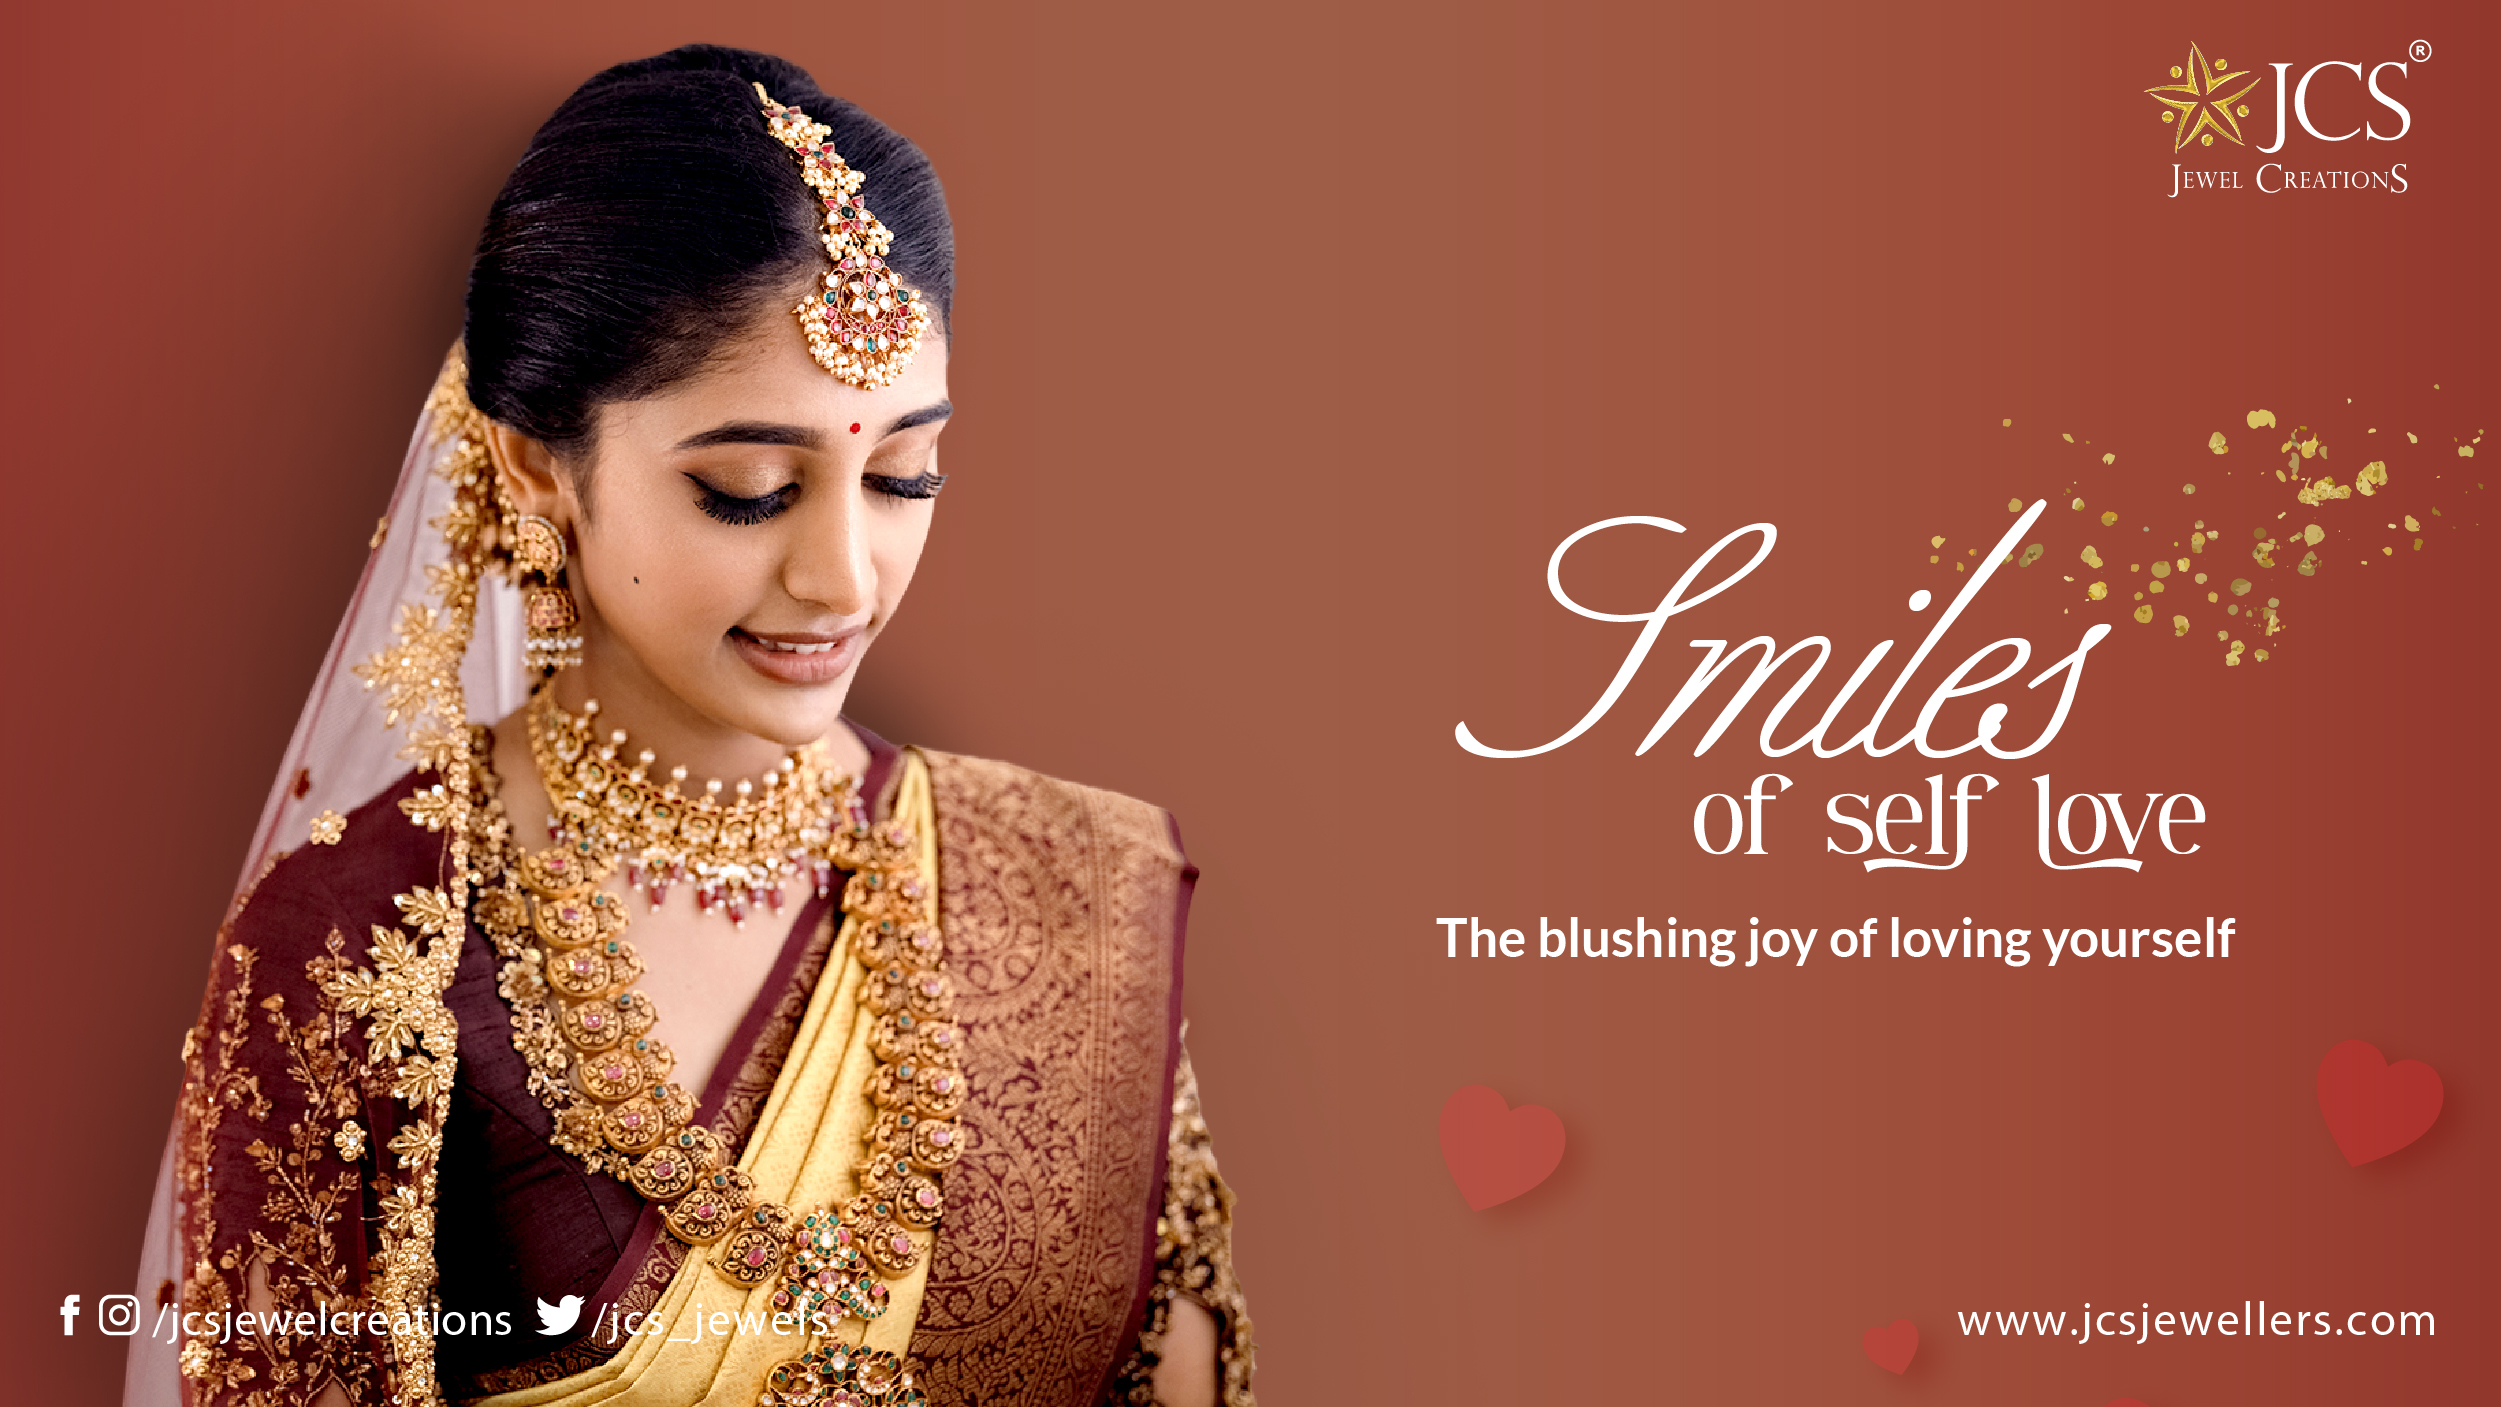 JCS®
JEWEL CREATIONS
Smiles
of self love
The blushing joy of loving yourself
/jcsjewelcreations /jcs_jewels
www.jcsjewellers.com